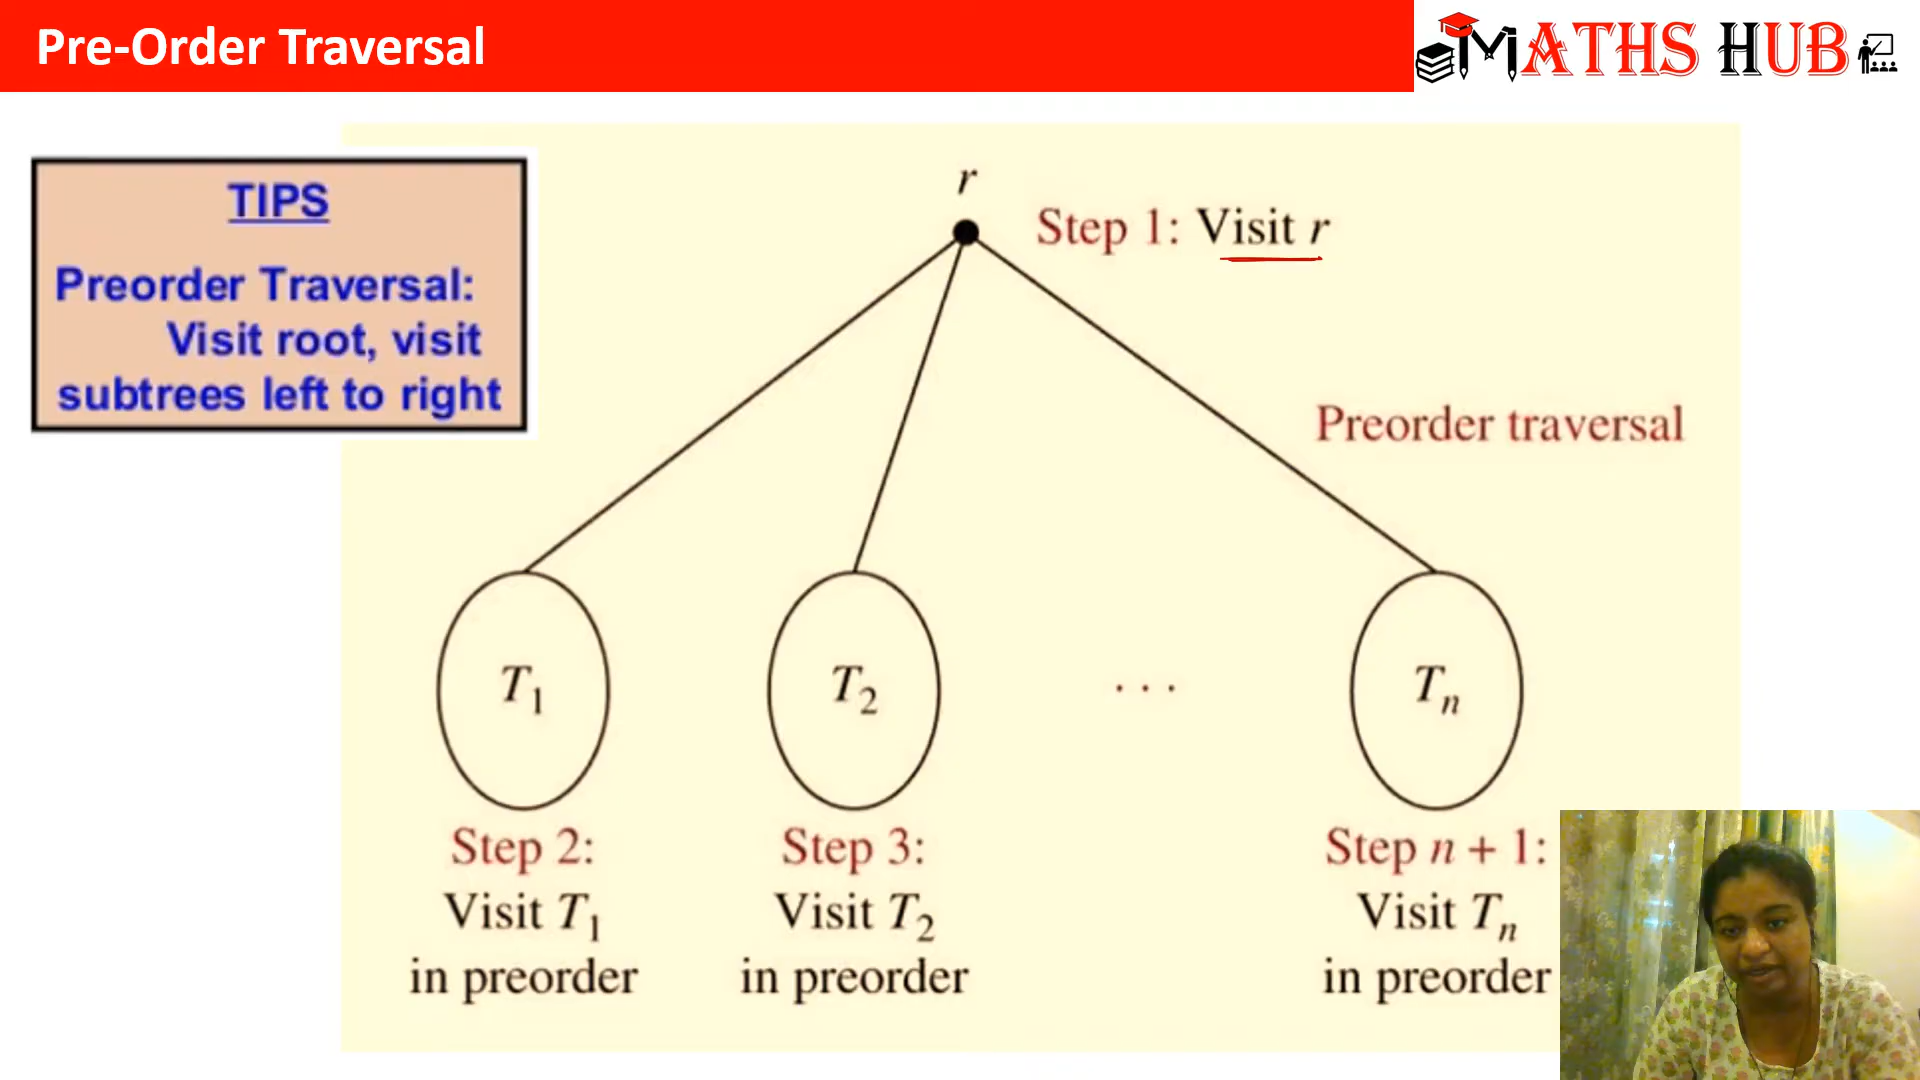 Pre-Order Traversal
MATHS HUB
TIPS
Preorder Traversal:
Visit root, visit
subtrees left to right
r
Step 1: Visit r
Preorder traversal
T₁
T₂
. . .
Tₙ
Step 2:
Visit T₁
in preorder
Step 3:
Visit T₂
in preorder
Step n + 1:
Visit Tₙ
in preorder